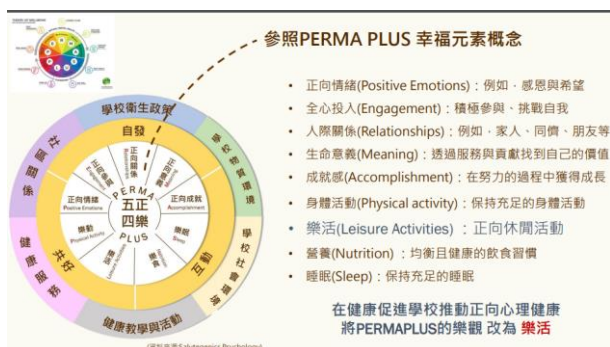 參照PERMA PLUS 幸福元素概念
正向情緒(Positive Emotions)：例如，感恩與希望
全心投入(Engagement)：積極參與、挑戰自我
人際關係(Relationships)：例如，家人、同儕、朋友等
生命意義(Meaning)：透過服務與貢獻找到自己的價值
成就感(Accomplishment)：在努力的過程中獲得成長
身體活動(Physical activity)：保持充足的身體活動
樂活(Leisure Activities)：正向休閒活動
營養(Nutrition)：均衡且健康的飲食習慣
睡眠(Sleep)：保持充足的睡眠
在健康促進學校推動正向心理健康
將PERMAPLUS的樂觀 改為 樂活
學校衛生政策
學校物質環境
學校社會環境
健康教學與活動
健康服務
社區關係
自發
互動
共好
正向關係
正向情緒
Positive Emotions
正向成就
Accomplishment
樂眠
Sleep
樂動
Physical Activity
Leisure Activities
PERMA
五正
四樂
PLUS